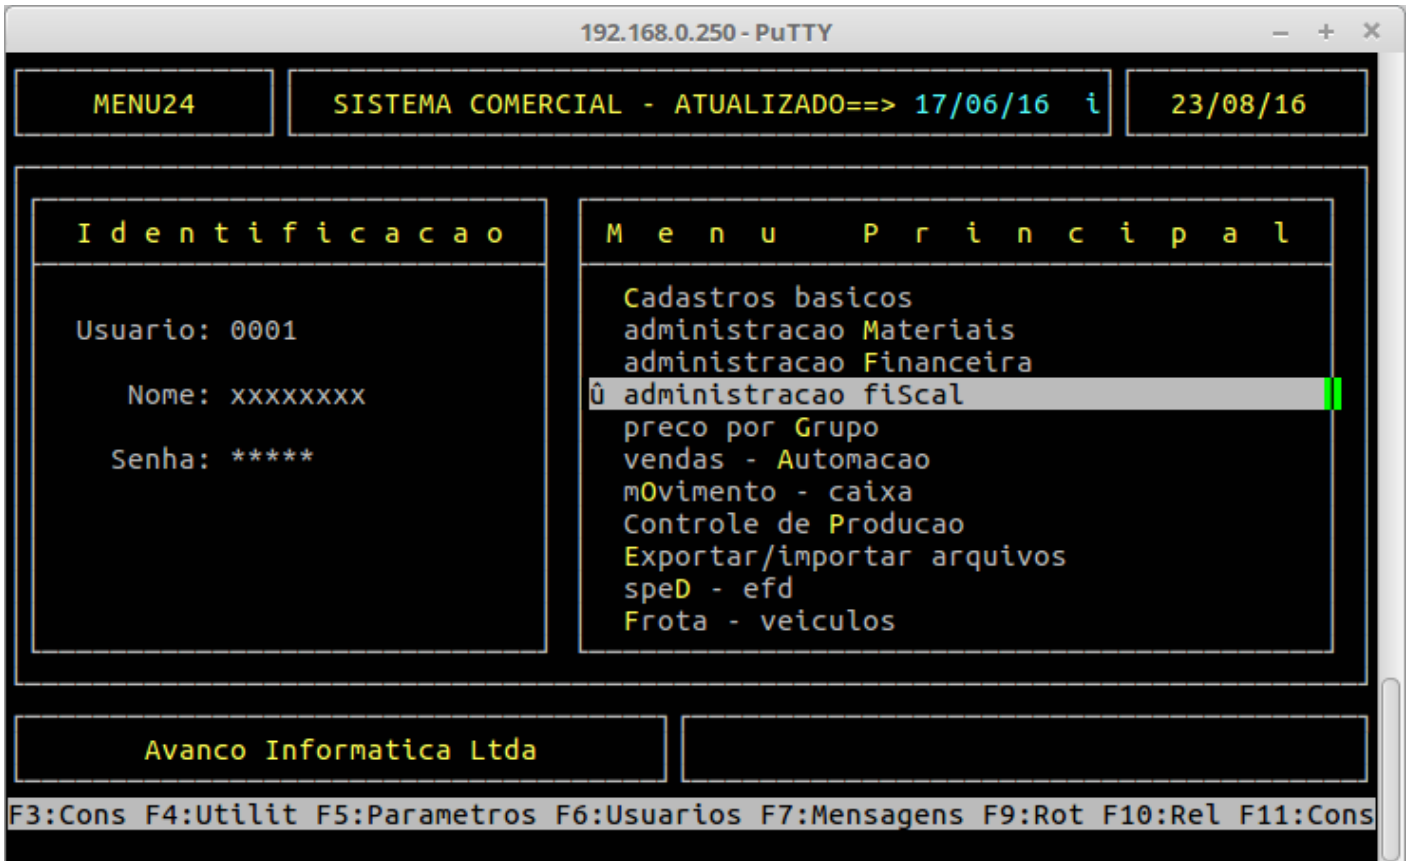 192.168.0.250 - PuTTY
MENU24
SISTEMA COMERCIAL - ATUALIZADO==> 17/06/16 i
23/08/16
I d e n t i f i c a c a o
Usuario: 0001
Nome: xxxxxxxx
Senha: *****
M e n u P r i n c i p a l
Cadastros basicos
administracao Materiais
administracao Financeira
û administracao fiScal
preco por Grupo
vendas - Automacao
mOvimento - caixa
Controle de Producao
Exportar/importar arquivos
speD - efd
Frota - veiculos
Avanco Informatica Ltda
F3:Cons F4:Utilit F5:Parametros F6:Usuarios F7:Mensagens F9:Rot F10:Rel F11:Cons